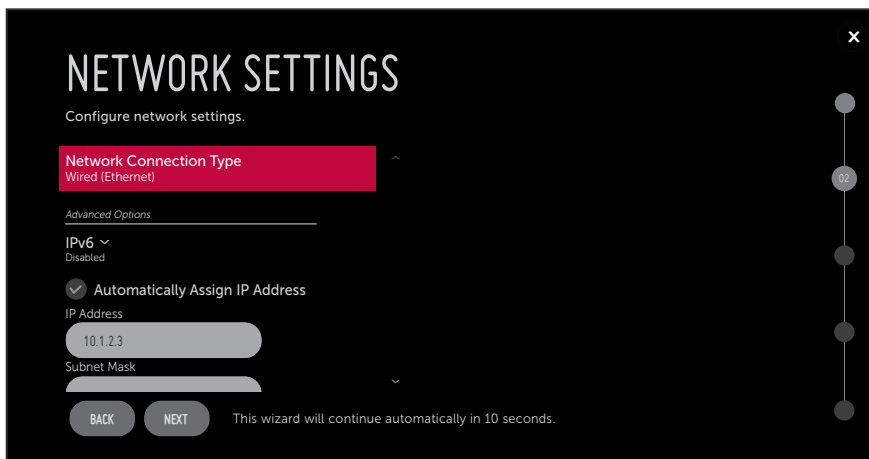 X
NETWORK SETTINGS
Configure network settings.
Network Connection Type
Wired (Ethernet)
02
Advanced Options
IPv6
Disabled
Automatically Assign IP Address
IP Address
10.1.2.3
Subnet Mask
BACK NEXT This wizard will continue automatically in 10 seconds.